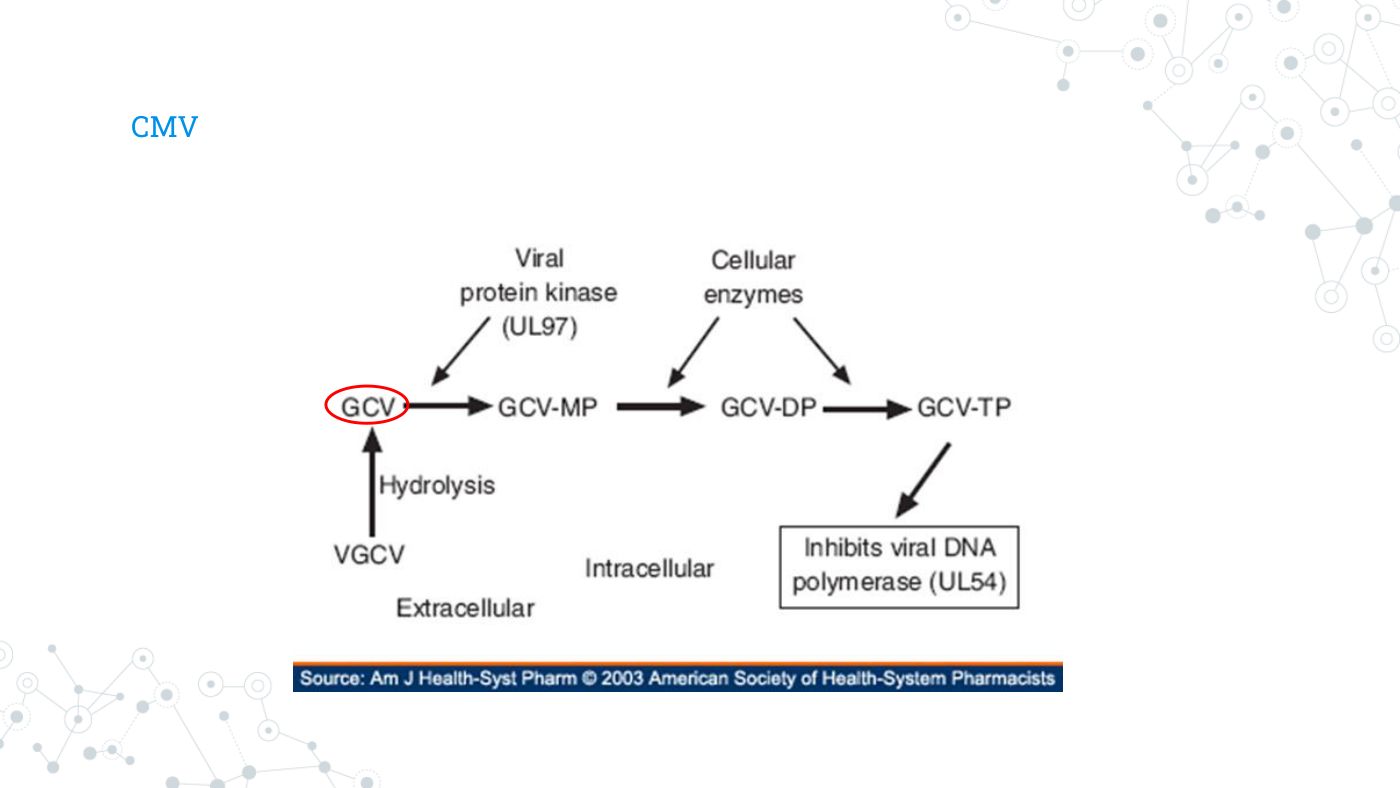 CMV
Viral
protein kinase
(UL97)
Cellular
enzymes
GCV
GCV-MP
GCV-DP
GCV-TP
Hydrolysis
VGCV
Extracellular
Intracellular
Inhibits viral DNA
polymerase (UL54)
Source: Am J Health-Syst Pharm © 2003 American Society of Health-System Pharmacists